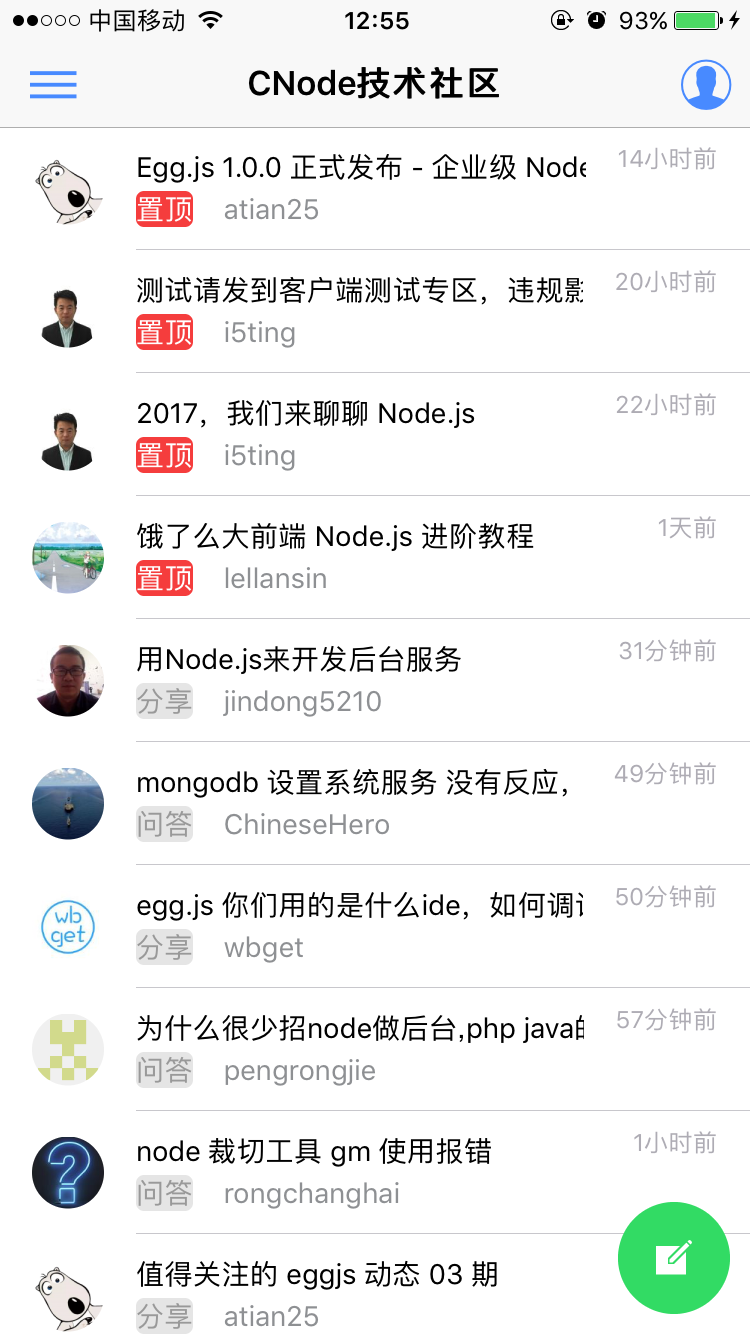 中国移动 12:55 93%
CNode技术社区
Egg.js 1.0.0 正式发布 - 企业级 Node 14小时前
置顶 atian25
测试请发到客户端测试专区，违规影 20小时前
置顶 i5ting
2017，我们来聊聊 Node.js 22小时前
置顶 i5ting
饿了么大前端 Node.js 进阶教程 1天前
置顶 lellansin
用Node.js来开发后台服务 31分钟前
分享 jindong5210
mongodb 设置系统服务 没有反应， 49分钟前
问答 ChineseHero
wb
get
egg.js 你们用的是什么ide，如何调试 50分钟前
分享 wbget
为什么很少招node做后台,php java的 57分钟前
问答 pengrongjie
node 裁切工具 gm 使用报错 1小时前
问答 rongchanghai
值得关注的 eggjs 动态 03 期
分享 atian25